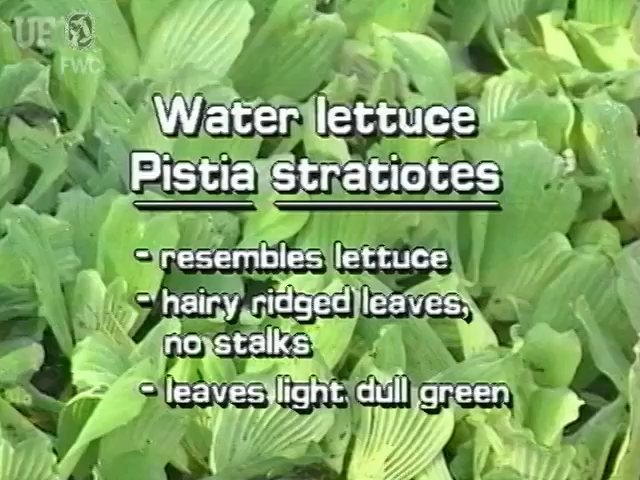 UF
FWC
Water lettuce
Pistia stratiotes
- resembles lettuce
- hairy ridged leaves,
no stalks
- leaves light dull green